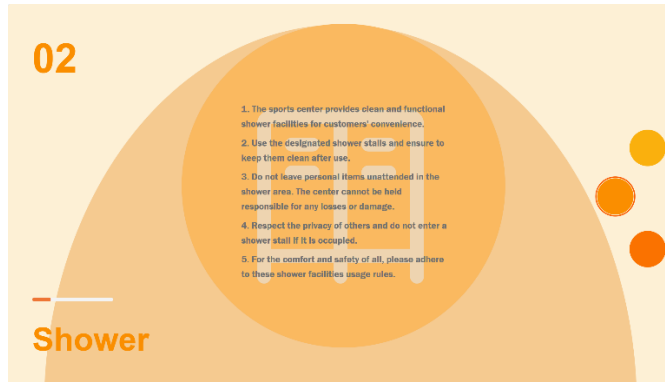 02
1. The sports center provides clean and functional
shower facilities for customers' convenience.
2. Use the designated shower stalls and ensure to
keep them clean after use.
3. Do not leave personal items unattended in the
shower area. The center cannot be held
responsible for any losses or damage.
4. Respect the privacy of others and do not enter a
shower stall if it is occupied.
5. For the comfort and safety of all, please adhere
to these shower facilities usage rules.
Shower